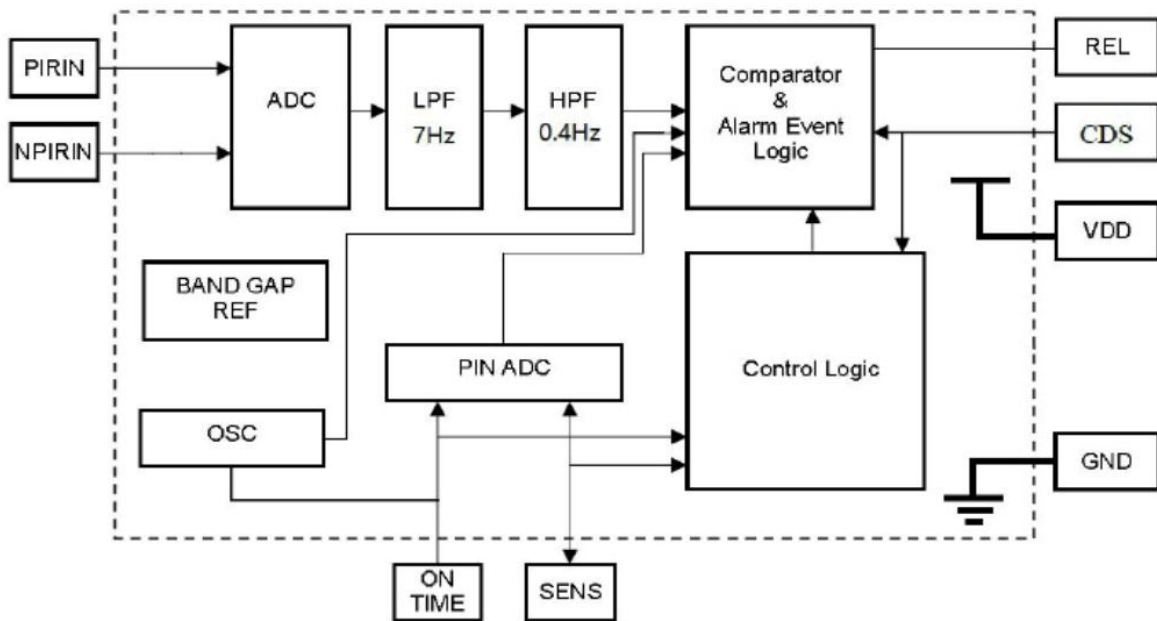 PIRIN
NPIRIN
ADC
LPF
7Hz
HPF
0.4Hz
Comparator
&
Alarm Event
Logic
REL
CDS
VDD
BAND GAP
REF
PIN ADC
Control Logic
OSC
GND
ON
TIME
SENS